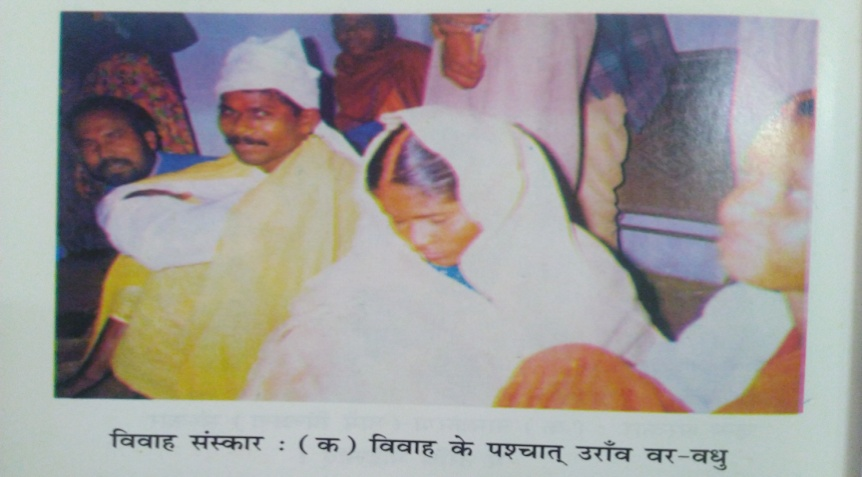 विवाह संस्कार : ( क ) विवाह के पश्चात् उराँव वर-वधु